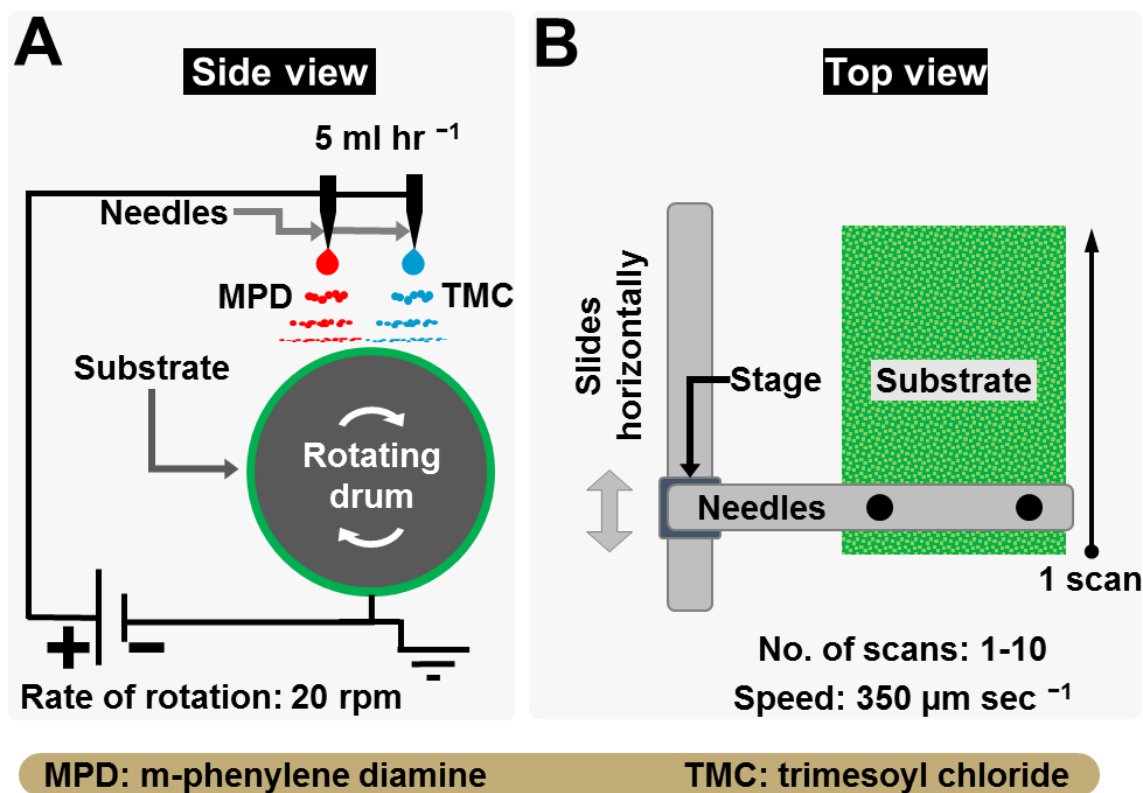 A
Side view
5 ml hr ⁻¹
Needles
MPD
TMC
Substrate
Rotating
drum
+
−
Rate of rotation: 20 rpm
B
Top view
Slides
horizontally
Stage
Substrate
Needles
1 scan
No. of scans: 1-10
Speed: 350 µm sec ⁻¹
MPD: m-phenylene diamine
TMC: trimesoyl chloride